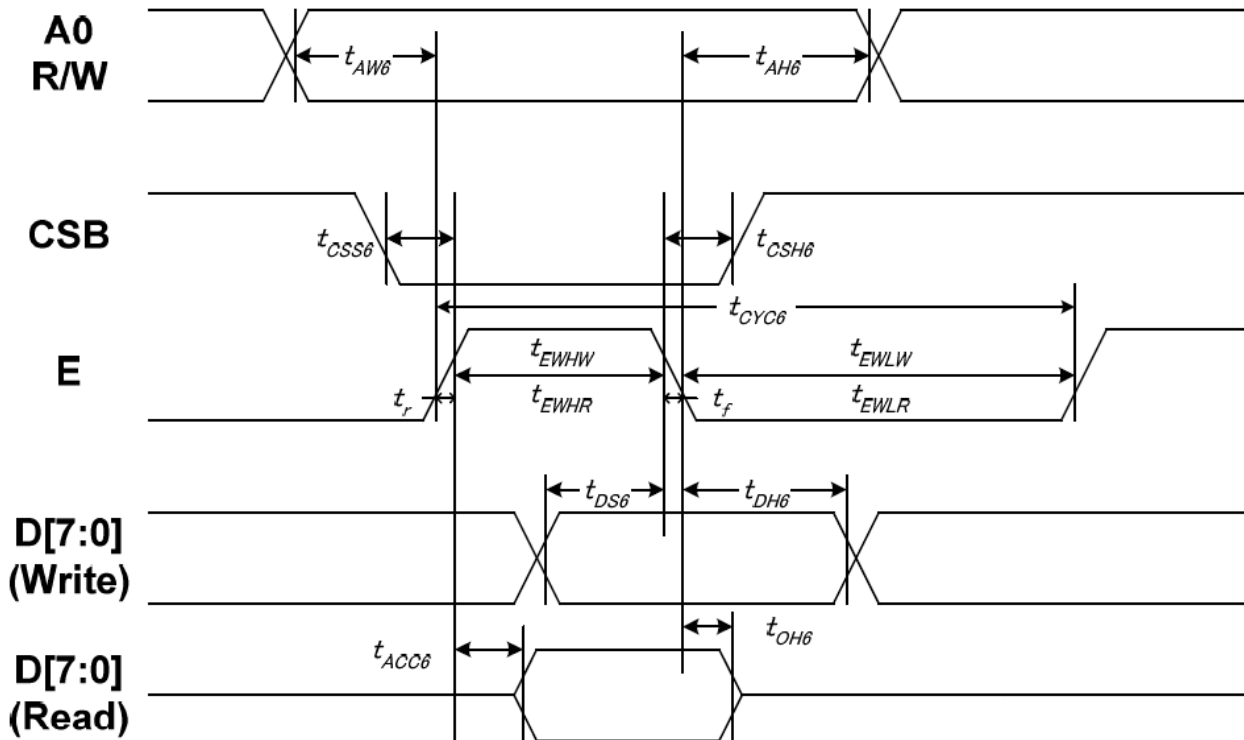 A0
R/W
tAW6
tAH6
CSB
tCSS6
tCSH6
tCYC6
E
tEWHW
tEWLW
tr
tEWHR
tf
tEWLR
tDS6
tDH6
D[7:0]
(Write)
tOH6
tACC6
D[7:0]
(Read)